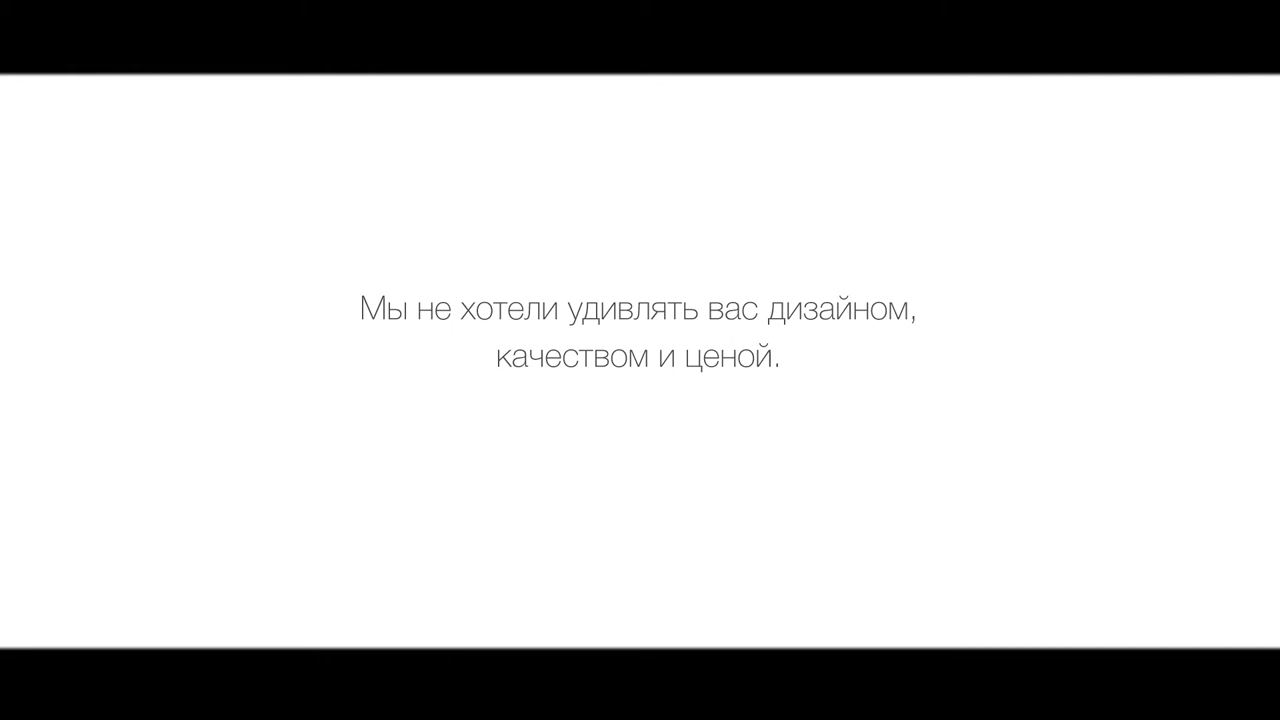 Мы не хотели удивлять вас дизайном,
качеством и ценой.